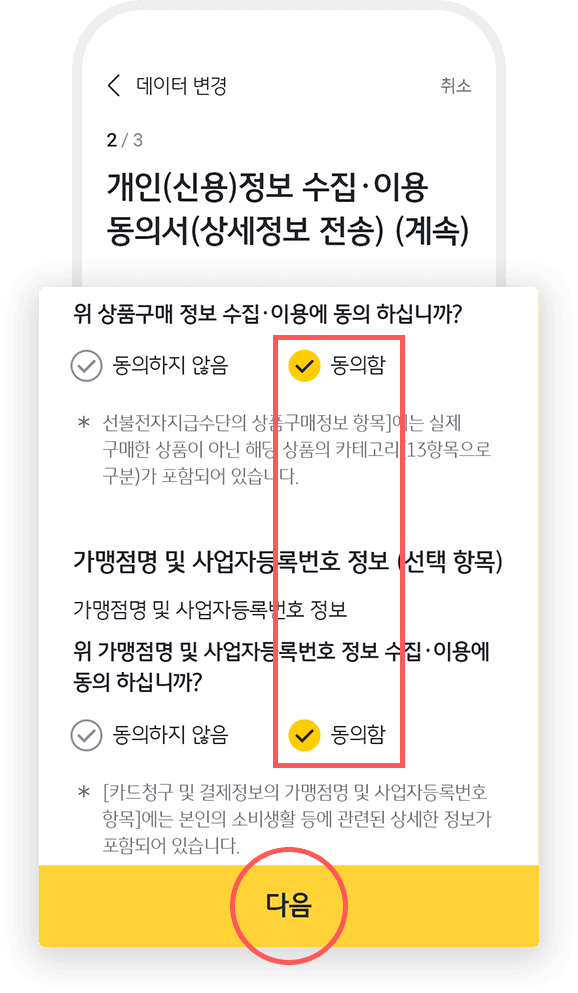 데이터 변경
취소
2 / 3
개인(신용)정보 수집·이용
동의서(상세정보 전송) (계속)
위 상품구매 정보 수집·이용에 동의 하십니까?
동의하지 않음
동의함
* 선불전자지급수단의 상품구매정보 항목]에는 실제
구매한 상품이 아닌 해당 상품의 카테고리(13항목으로
구분)가 포함되어 있습니다.
가맹점명 및 사업자등록번호 정보 (선택 항목)
가맹점명 및 사업자등록번호 정보
위 가맹점명 및 사업자등록번호 정보 수집·이용에
동의 하십니까?
동의하지 않음
동의함
* [카드청구 및 결제정보의 가맹점명 및 사업자등록번호
항목]에는 본인의 소비생활 등에 관련된 상세한 정보가
포함되어 있습니다.
다음